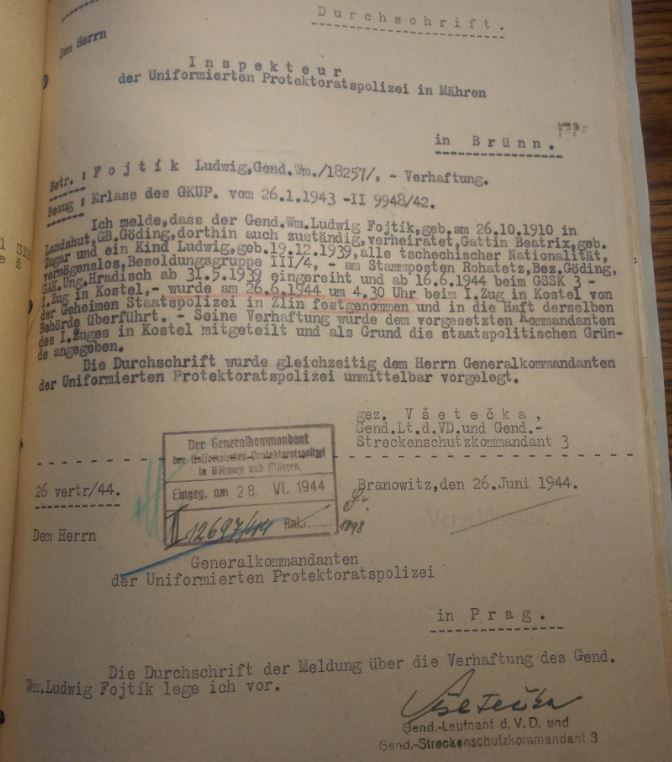 Durchschrift.
Dem Herrn
Inspekteur
der Uniformierten Protektoratspolizei in Mähren
in Brünn.
Betr.: Fojtík Ludwig,Gend.Wm./18257/, - Verhaftung.
Bezug : Erlass des GKUP. vom 26.1.1943 -II 9948/42.
Ich melde,dass der Gend.Wm.Ludwig Fojtík,geb.am 26.10.1910 in
Landshut,GB.Göding,dorthin auch zuständig,verheiratet,Gattin Beatrix,geb.
Zugar und ein Kind Ludwig,geb.19.12.1939,alle tschechischer Nationalität,
vermögenslos,Besoldungsgruppe III/4, - am Stammposten Rohatetz,Bez.Göding,
GAK.Ung.Hradisch ab 31.5.1939 eingereiht und ab 16.6.1944 beim GSSK 3 -
I.Zug in Kostel,- wurde am 26.6.1944 um 4.30 Uhr beim I.Zug in Kostel von
der Geheimen Staatspolizei in Zlin festgenommen und in die Haft derselben
Behörde überführt. - Seine Verhaftung wurde dem vorgesetzten Kommandanten
des I.Zuges in Kostel mitgeteilt und als Grund die staatspolitischen Grün-
de angegeben.
Die Durchschrift wurde gleichzeitig dem Herrn Generalkommandanten
der Uniformierten Protektoratspolizei unmittelbar vorgelegt.
gez. Všetečka,
Gend.Lt.d.VD.und Gend.-
Streckenschutzkommandant 3
Der Generalkommandant
der Uniformierten Protektoratspolizei
in Böhmen und Mähren.
Eingeg. am 28. VI. 1944
II 12697/44
1898
26 vertr/44.
Branowitz,den 26.Juni 1944.
Verschlossen.
Dem Herrn
Generalkommandanten
der Uniformierten Protektoratspolizei
in Prag.
Die Durchschrift der Meldung über die Verhaftung des Gend.
Wm.Ludwig Fojtík lege ich vor.
Všetečka
Gend.-Leutnant d.V.D. und
Gend.-Streckenschutzkommandant 3